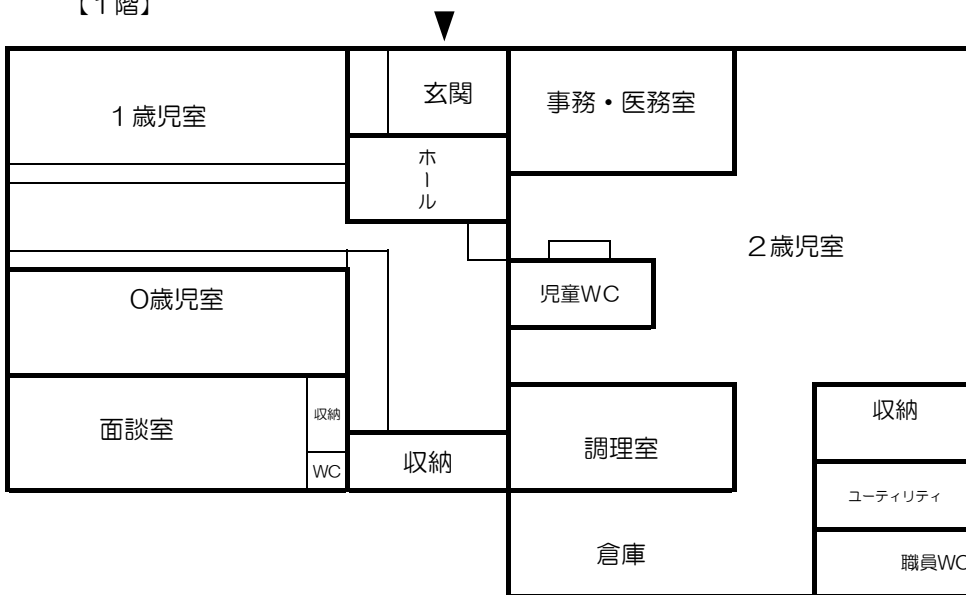 【１階】
玄関
１歳児室
事務・医務室
ホール
２歳児室
児童ＷＣ
０歳児室
収納
収納
面談室
調理室
収納
ＷＣ
ユーティリティ
倉庫
職員ＷＣ